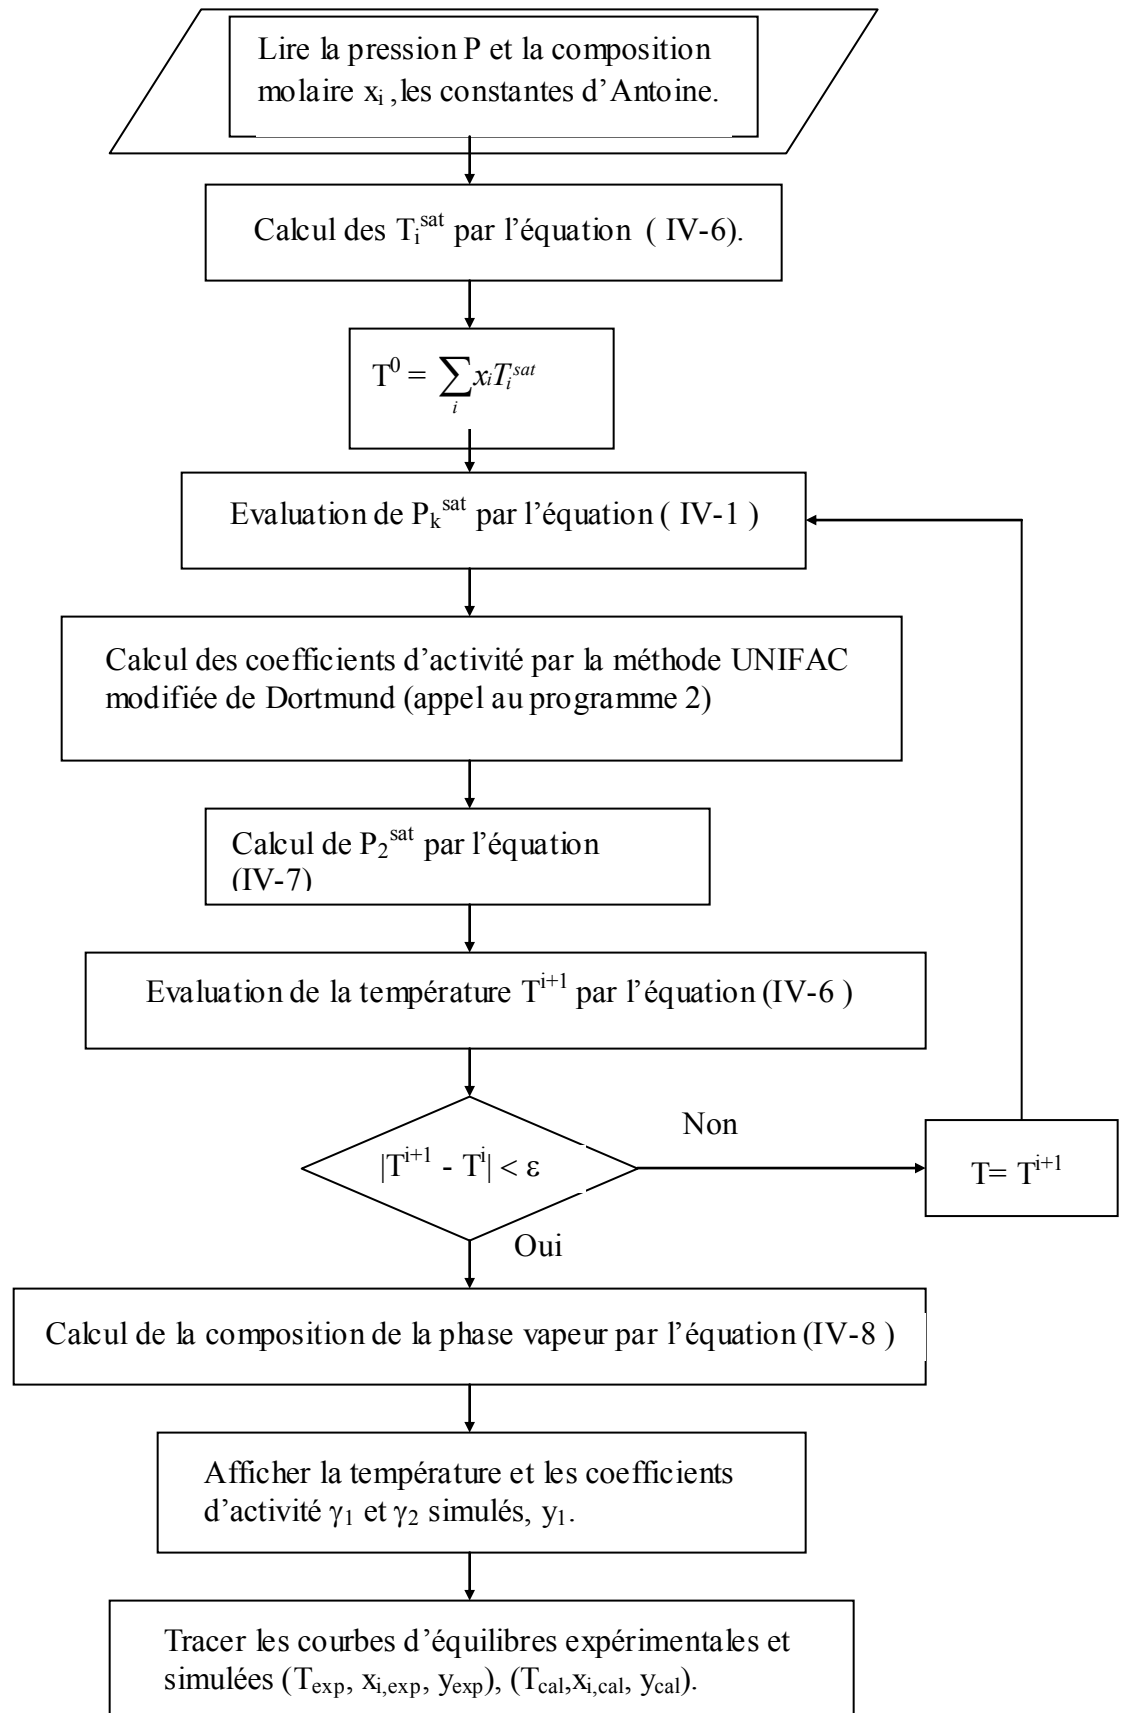 Lire la pression P et la composition
molaire xᵢ ,les constantes d’Antoine.
Calcul des Tᵢˢᵃᵗ par l’équation ( IV-6).
T⁰ = ∑ᵢ xᵢTᵢˢᵃᵗ
Evaluation de Pₖˢᵃᵗ par l’équation ( IV-1 )
Calcul des coefficients d’activité par la méthode UNIFAC
modifiée de Dortmund (appel au programme 2)
Calcul de P₂ˢᵃᵗ par l’équation
(IV-7)
Evaluation de la température Tⁱ⁺¹ par l’équation (IV-6 )
Non
|Tⁱ⁺¹ - Tⁱ| < ε
T= Tⁱ⁺¹
Oui
Calcul de la composition de la phase vapeur par l’équation (IV-8 )
Afficher la température et les coefficients
d’activité γ₁ et γ₂ simulés, y₁.
Tracer les courbes d’équilibres expérimentales et
simulées (Tₑₓₚ, xᵢ,ₑₓₚ, yₑₓₚ), (T_cal,x_i,cal, y_cal).